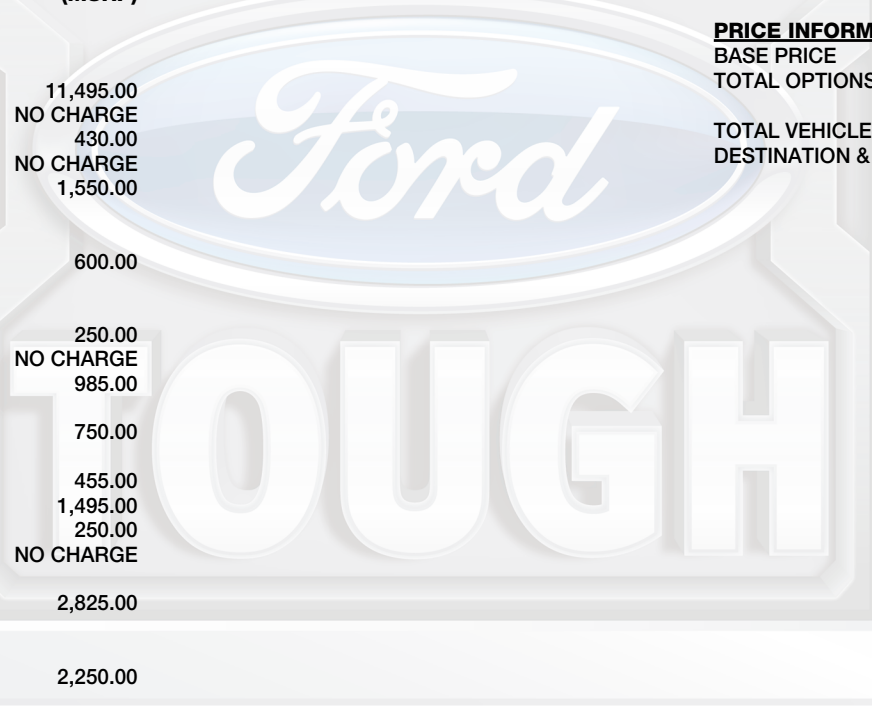 11,495.00
NO CHARGE
430.00
NO CHARGE
1,550.00
600.00
250.00
NO CHARGE
985.00
750.00
455.00
1,495.00
250.00
NO CHARGE
2,825.00
2,250.00
PRICE INFORM
BASE PRICE
TOTAL OPTIONS
TOTAL VEHICLE
DESTINATION &
Ford
TOUGH